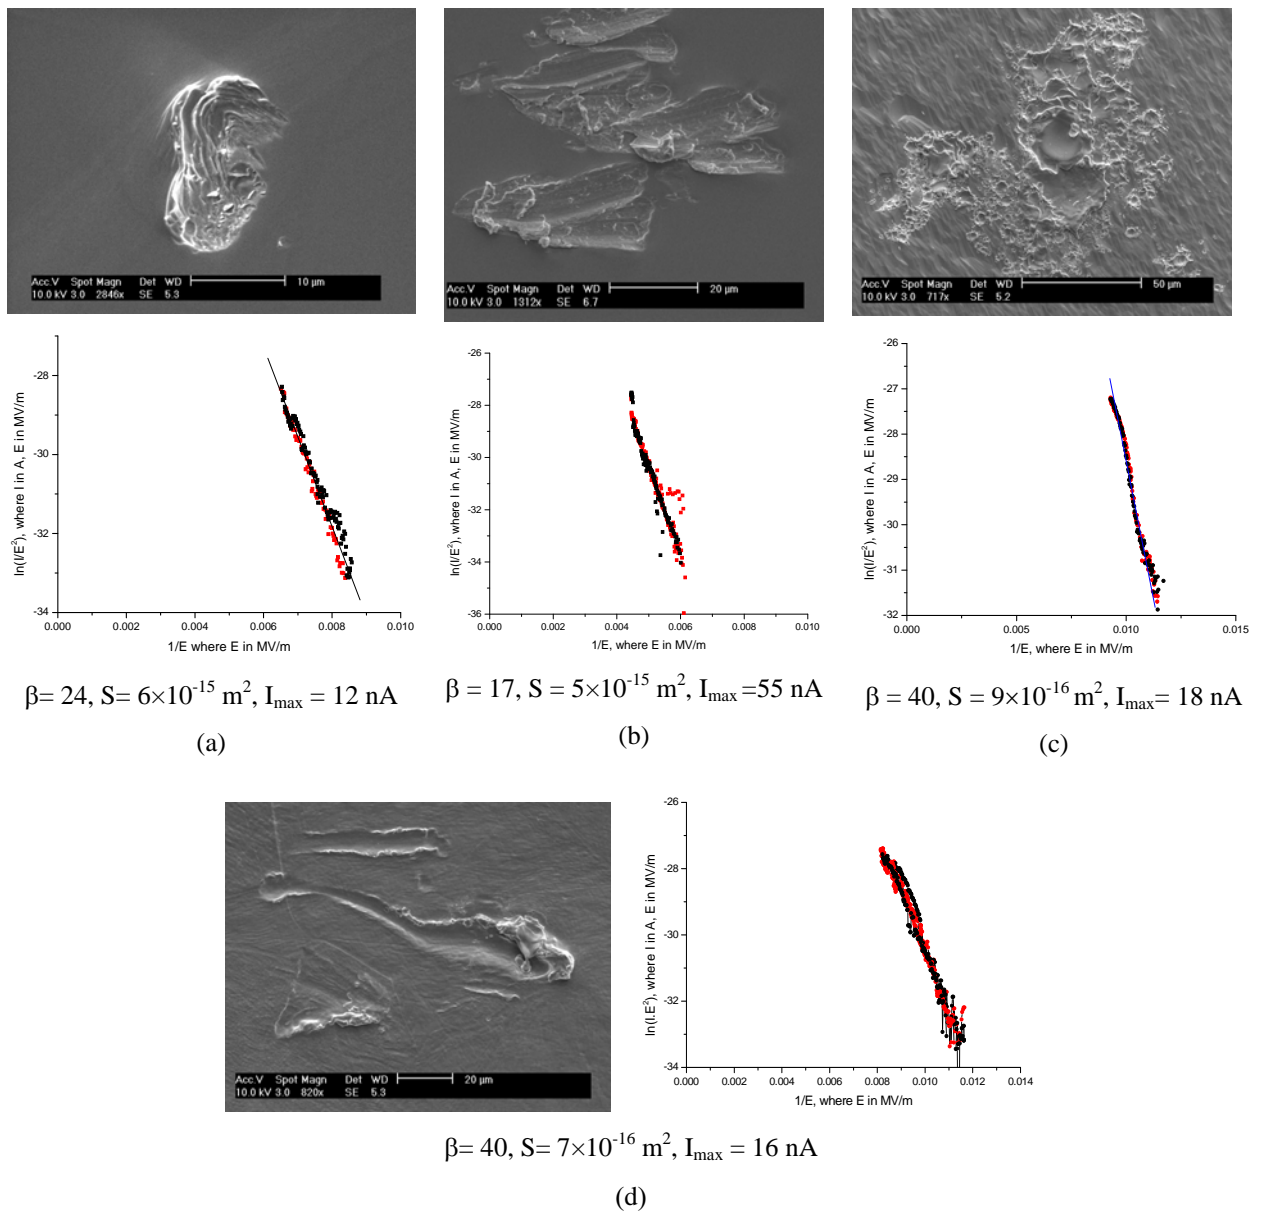 Acc.V Spot Magn Det WD 10 µm
10.0 kV 3.0 2846x SE 5.3
Acc.V Spot Magn Det WD 20 µm
10.0 kV 3.0 1312x SE 6.7
Acc.V Spot Magn Det WD 50 µm
10.0 kV 3.0 717x SE 5.2
ln(I/E²), where I in A, E in MV/m
-28
-30
-32
-34
0.000 0.002 0.004 0.006 0.008 0.010
1/E where E in MV/m
ln(I/E²), where I in A, E in MV/m
-26
-28
-30
-32
-34
-36
0.000 0.002 0.004 0.006 0.008 0.010
1/E, where E in MV/m
ln(I/E²), where I in A, E in MV/m
-26
-27
-28
-29
-30
-31
-32
0.000 0.005 0.010 0.015
1/E, where E in MV/m
β= 24, S= 6×10⁻¹⁵ m², Imax = 12 nA
(a)
β = 17, S = 5×10⁻¹⁵ m², Imax =55 nA
(b)
β = 40, S = 9×10⁻¹⁶ m², Imax= 18 nA
(c)
Acc.V Spot Magn Det WD 20 µm
10.0 kV 3.0 820x SE 5.3
ln(I.E²), where I in A, E in MV/m
-26
-28
-30
-32
-34
0.000 0.002 0.004 0.006 0.008 0.010 0.012 0.014
1/E, where E in MV/m
β= 40, S= 7×10⁻¹⁶ m², Imax = 16 nA
(d)